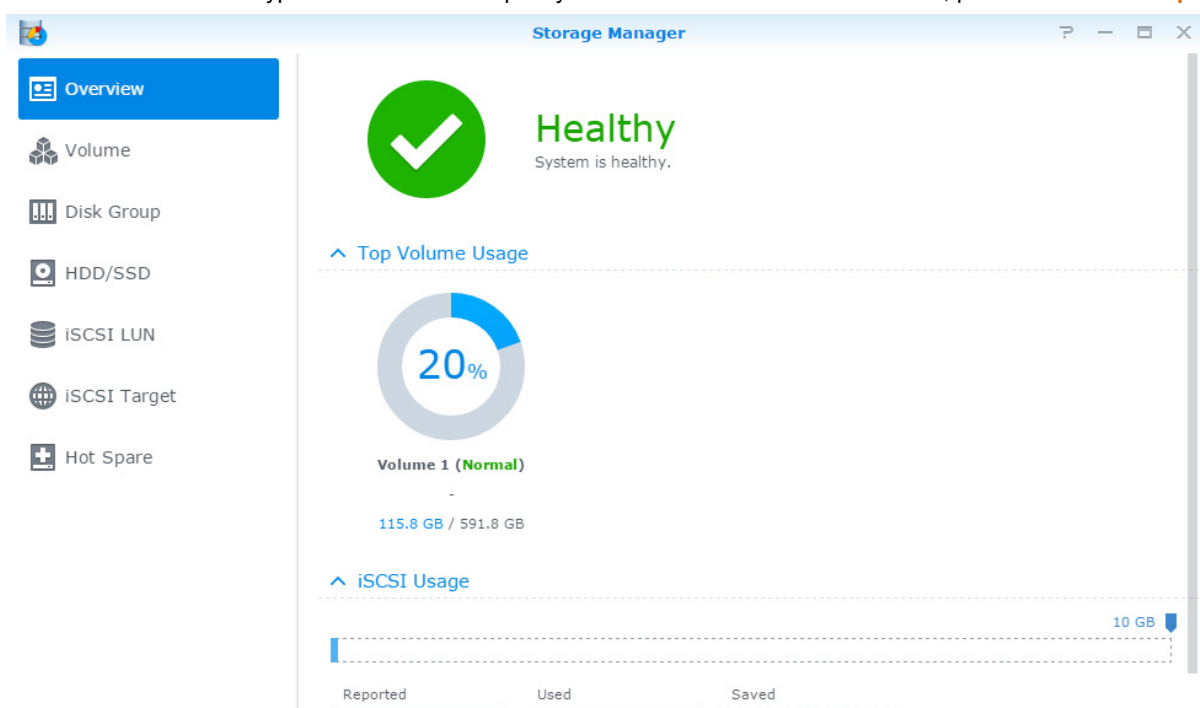 Storage Manager
Overview
Volume
Disk Group
HDD/SSD
iSCSI LUN
iSCSI Target
Hot Spare
Healthy
System is healthy.
Top Volume Usage
20%
Volume 1 (Normal)
-
115.8 GB / 591.8 GB
iSCSI Usage
10 GB
Reported Used Saved